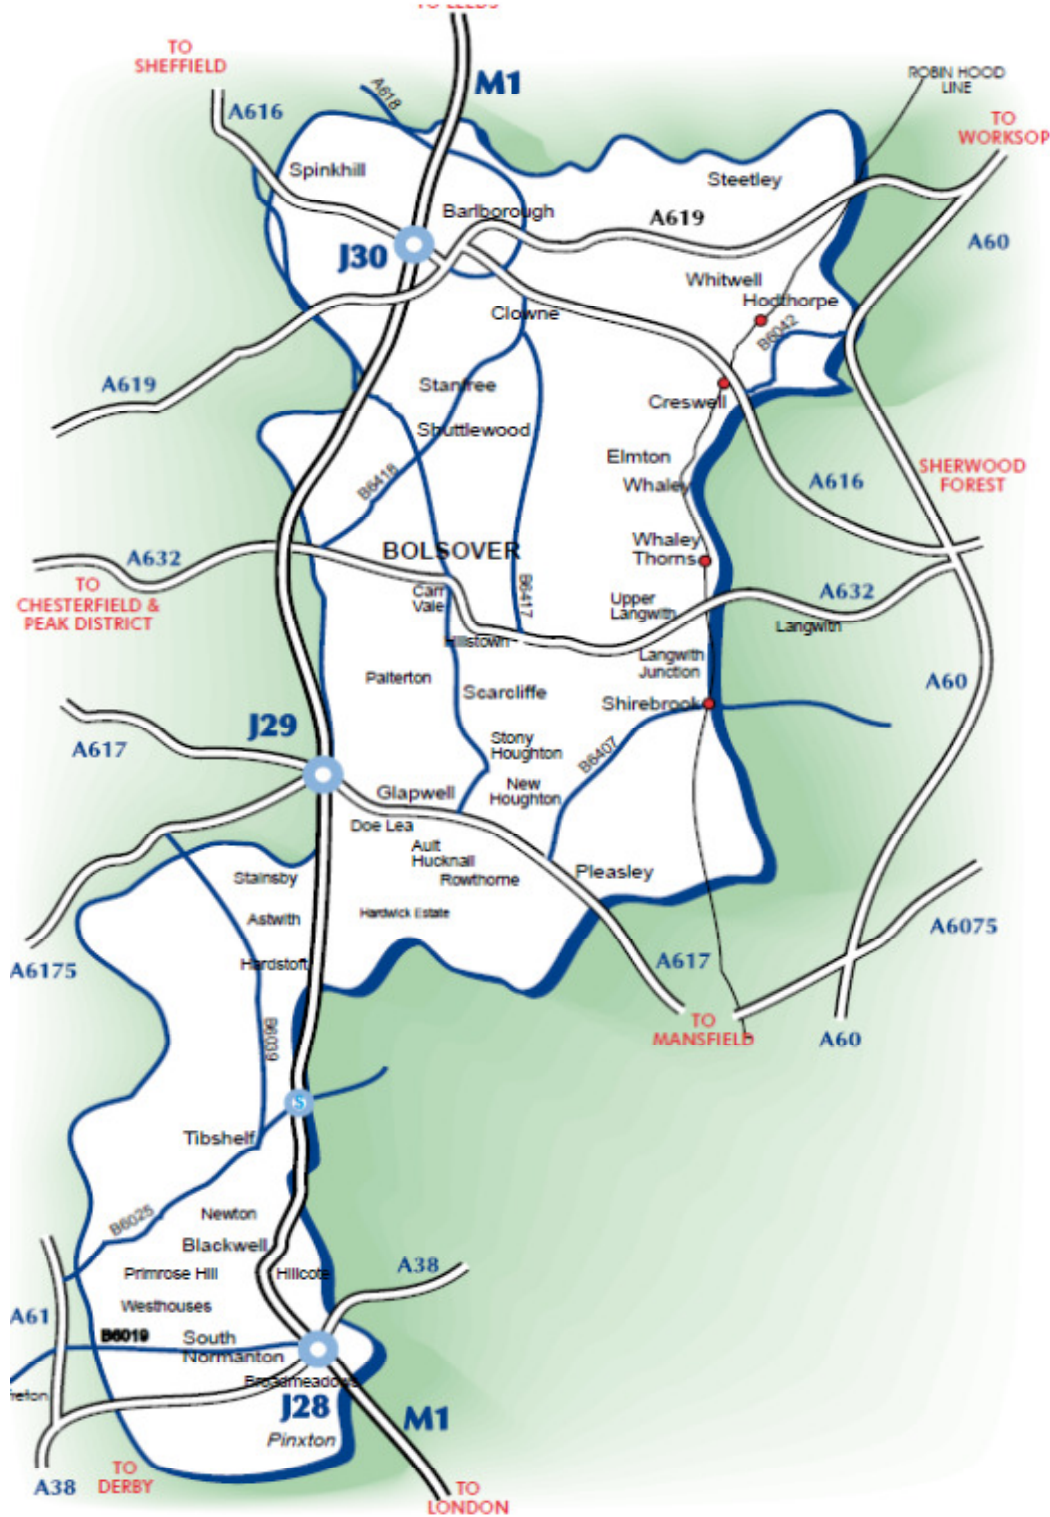 TO LEEDS
TO
SHEFFIELD
M1
A618
ROBIN HOOD
LINE
A616
TO
WORKSOP
Spinkhill
Steetley
Barlborough
A619
A60
J30
Whitwell
Hodthorpe
Clowne
B6042
A619
Stanfree
Creswell
Shuttlewood
Elmton
SHERWOOD
FOREST
B6418
Whaley
A616
BOLSOVER
Whaley
Thorns
A632
TO
CHESTERFIELD &
PEAK DISTRICT
Carr
Vale
B6417
Upper
Langwith
A632
Langwith
Hillstown
Langwith
Junction
Palterton
Scarcliffe
A60
Shirebrook
J29
A617
Stony
Houghton
B6407
New
Houghton
Glapwell
Doe Lea
Ault
Hucknall
Rowthorne
Pleasley
Stainsby
Hardwick Estate
Astwith
A6075
Hardstoft
A617
A6175
TO
MANSFIELD
A60
B6039
S
Tibshelf
B6025
Newton
Blackwell
A38
Primrose Hill
Hillcote
Westhouses
A61
B6019
South
Normanton
Broadmeadows
reton
J28
M1
Pinxton
TO
DERBY
A38
TO
LONDON